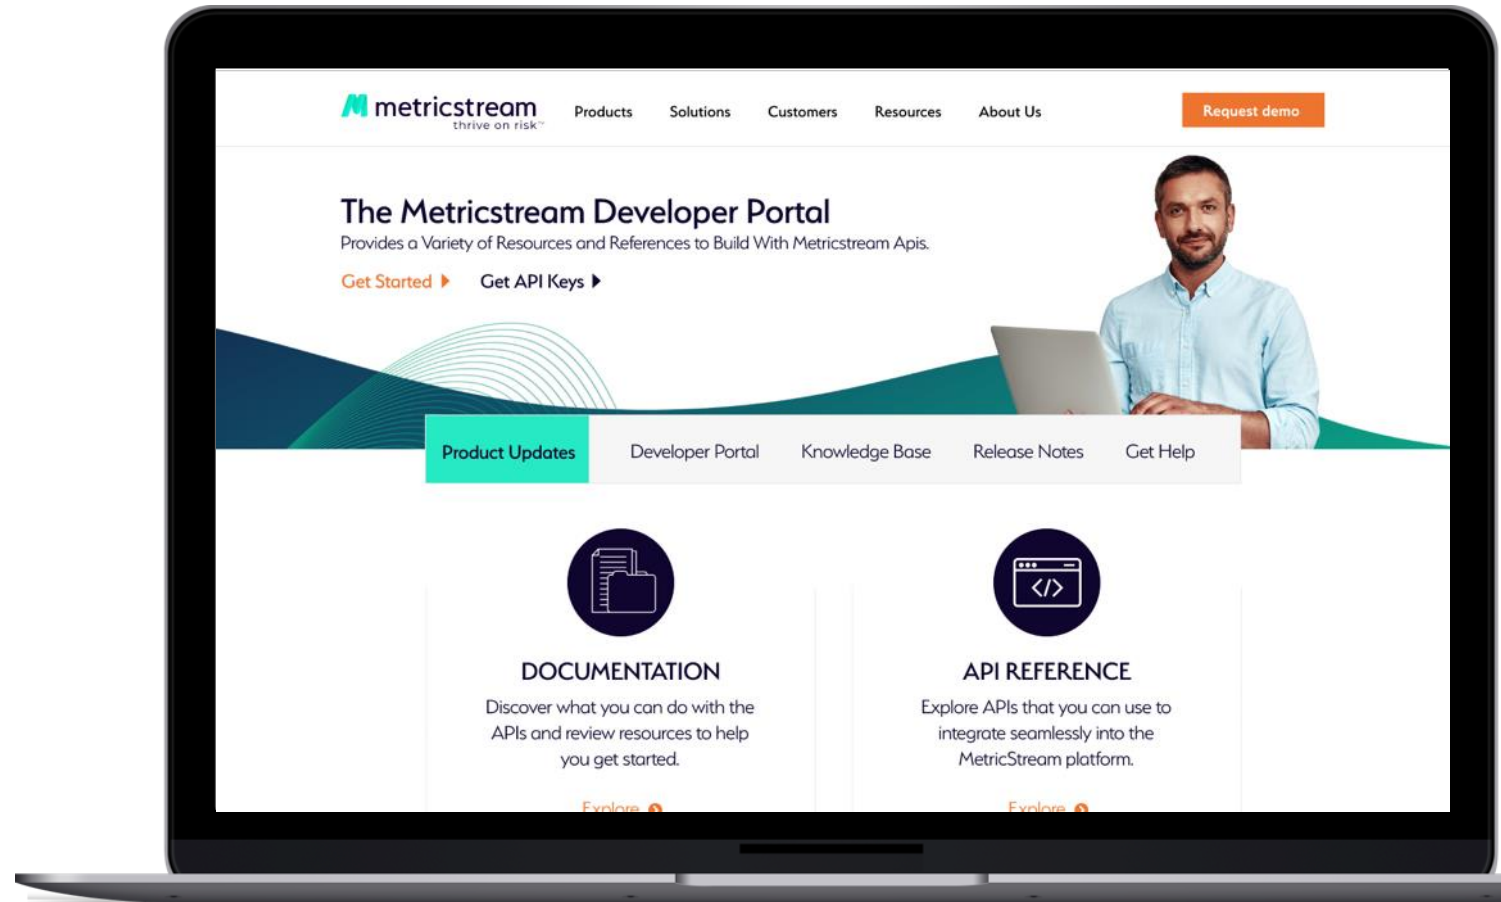 metricstream
thrive on risk™
Products Solutions Customers Resources About Us Request demo
The Metricstream Developer Portal
Provides a Variety of Resources and References to Build With Metricstream Apis.
Get Started Get API Keys
Product Updates Developer Portal Knowledge Base Release Notes Get Help
</>
DOCUMENTATION
Discover what you can do with the
APIs and review resources to help
you get started.
Explore
API REFERENCE
Explore APIs that you can use to
integrate seamlessly into the
MetricStream platform.
Explore